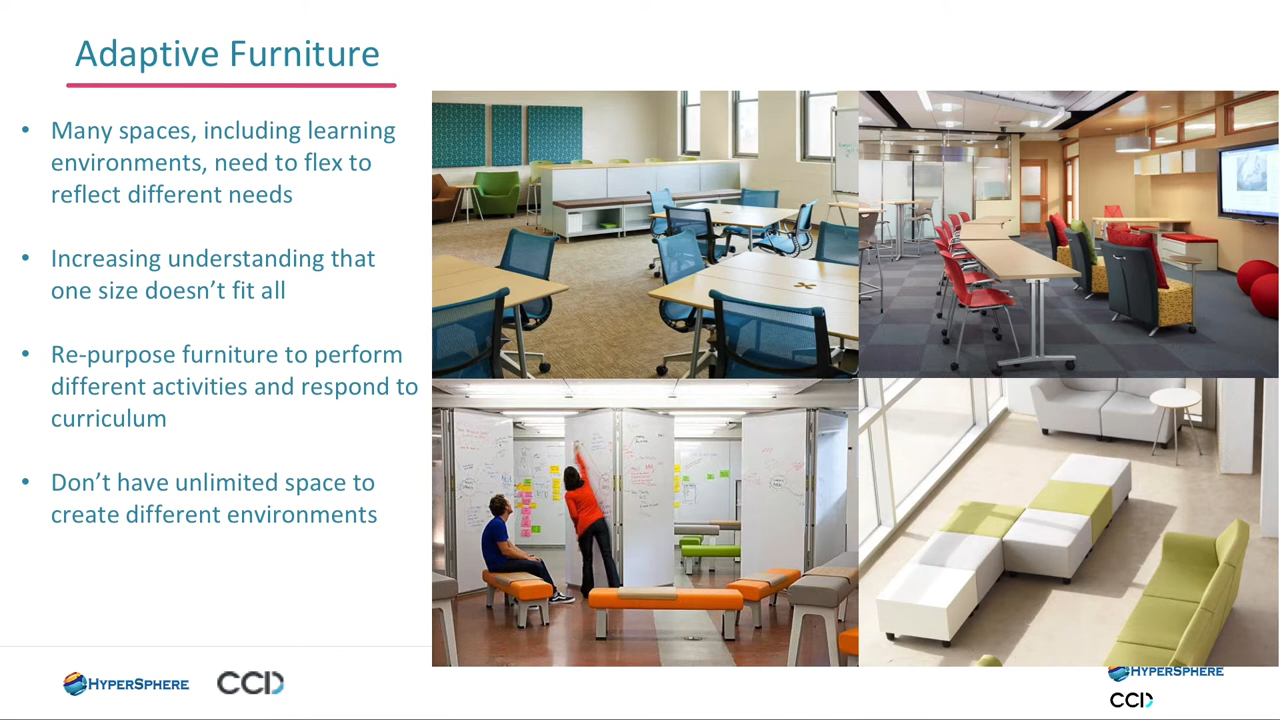 Adaptive Furniture
• Many spaces, including learning
environments, need to flex to
reflect different needs
• Increasing understanding that
one size doesn’t fit all
• Re-purpose furniture to perform
different activities and respond to
curriculum
• Don’t have unlimited space to
create different environments
HYPERSPHERE
CCID
HYPERSPHERE
CCID